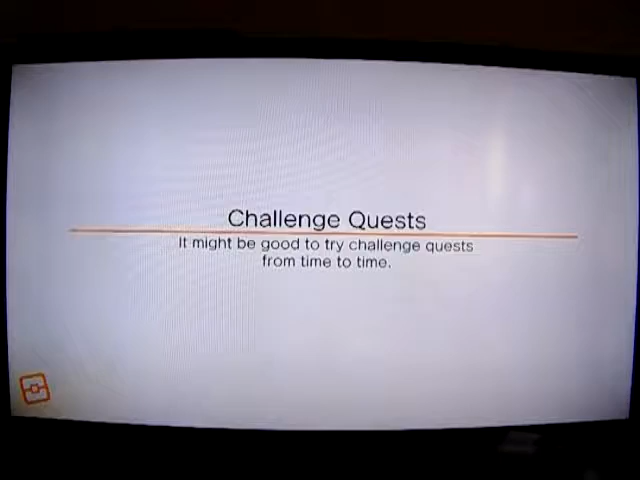 Challenge Quests
It might be good to try challenge quests
from time to time.